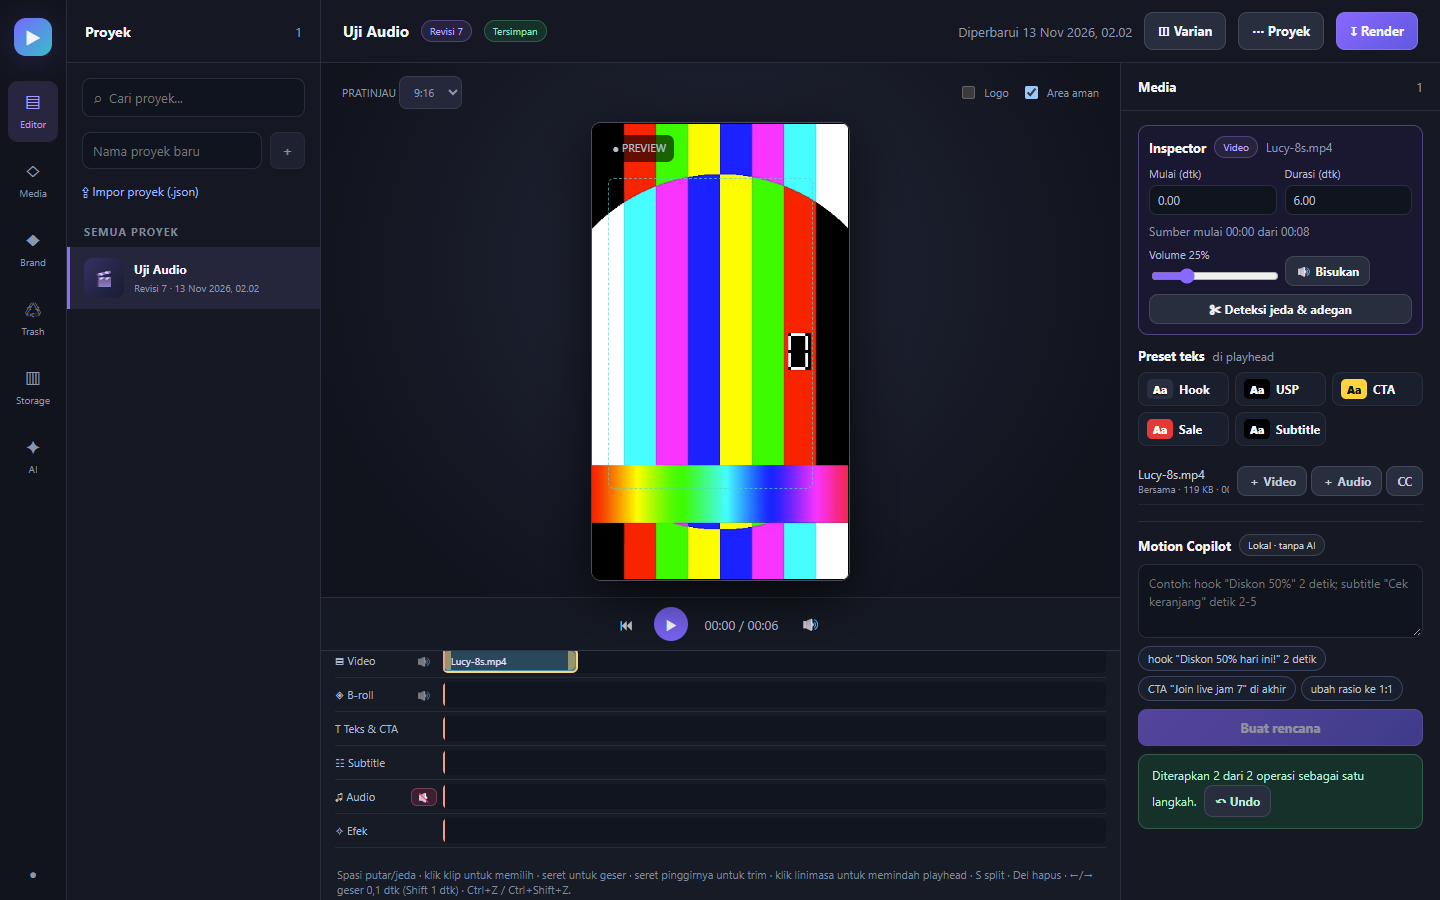 Editor
Media
Brand
Trash
Storage
AI
Proyek 1
Cari proyek...
Nama proyek baru +
Impor proyek (.json)
SEMUA PROYEK
Uji Audio
Revisi 7 · 13 Nov 2026, 02.02
Uji Audio Revisi 7 Tersimpan
Diperbarui 13 Nov 2026, 02.02 Varian ··· Proyek Render
PRATINJAU 9:16 Logo Area aman
● PREVIEW
00:00 / 00:06
Video Lucy-8s.mp4
B-roll
T Teks & CTA
Subtitle
Audio
Efek
Spasi putar/jeda · klik klip untuk memilih · seret untuk geser · seret pinggirnya untuk trim · klik linimasa untuk memindah playhead · S split · Del hapus · ←/→
geser 0,1 dtk (Shift 1 dtk) · Ctrl+Z / Ctrl+Shift+Z.
Media 1
Inspector Video Lucy-8s.mp4
Mulai (dtk) Durasi (dtk)
0.00 6.00
Sumber mulai 00:00 dari 00:08
Volume 25%
Bisukan
Deteksi jeda & adegan
Preset teks di playhead
Aa Hook Aa USP Aa CTA
Aa Sale Aa Subtitle
Lucy-8s.mp4
Bersama · 119 KB · 0
+ Video + Audio CC
Motion Copilot Lokal · tanpa AI
Contoh: hook "Diskon 50%" 2 detik; subtitle "Cek
keranjang" detik 2-5
hook "Diskon 50% hari ini!" 2 detik
CTA "Join live jam 7" di akhir ubah rasio ke 1:1
Buat rencana
Diterapkan 2 dari 2 operasi sebagai satu
langkah. Undo